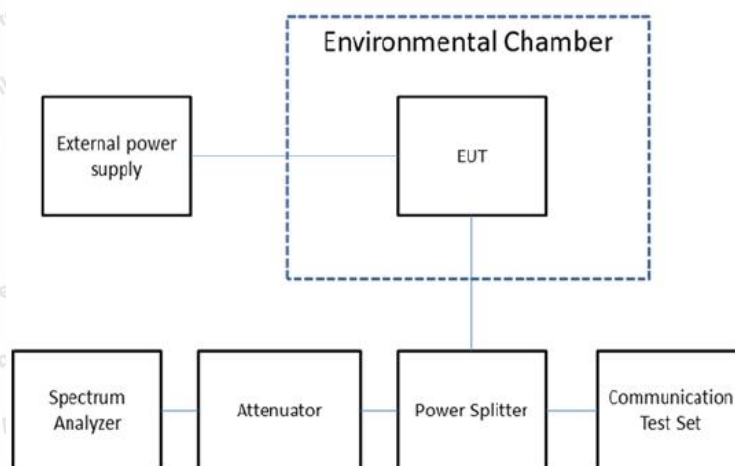 Environmental Chamber
External power
supply
EUT
Spectrum
Analyzer
Attenuator
Power Splitter
Communication
Test Set